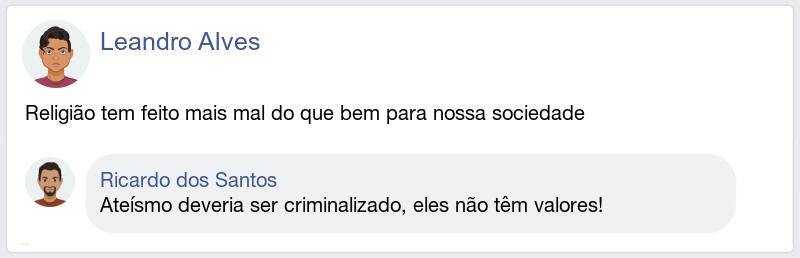 Leandro Alves
Religião tem feito mais mal do que bem para nossa sociedade
Ricardo dos Santos
Ateísmo deveria ser criminalizado, eles não têm valores!